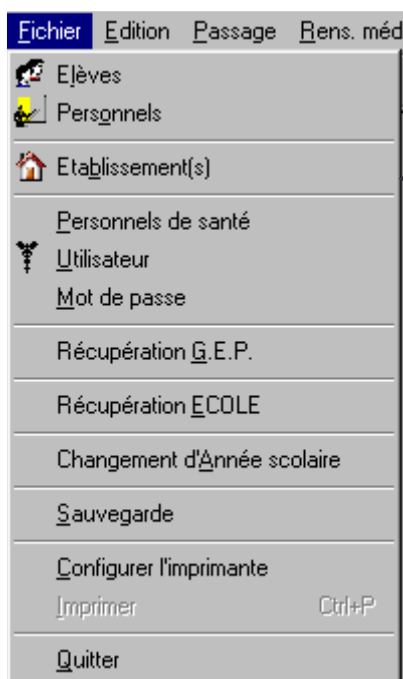 Fichier Edition Passage Rens. méd
Elèves
Personnels
Etablissement(s)
Personnels de santé
Utilisateur
Mot de passe
Récupération G.E.P.
Récupération ECOLE
Changement d'Année scolaire
Sauvegarde
Configurer l'imprimante
Imprimer Ctrl+P
Quitter